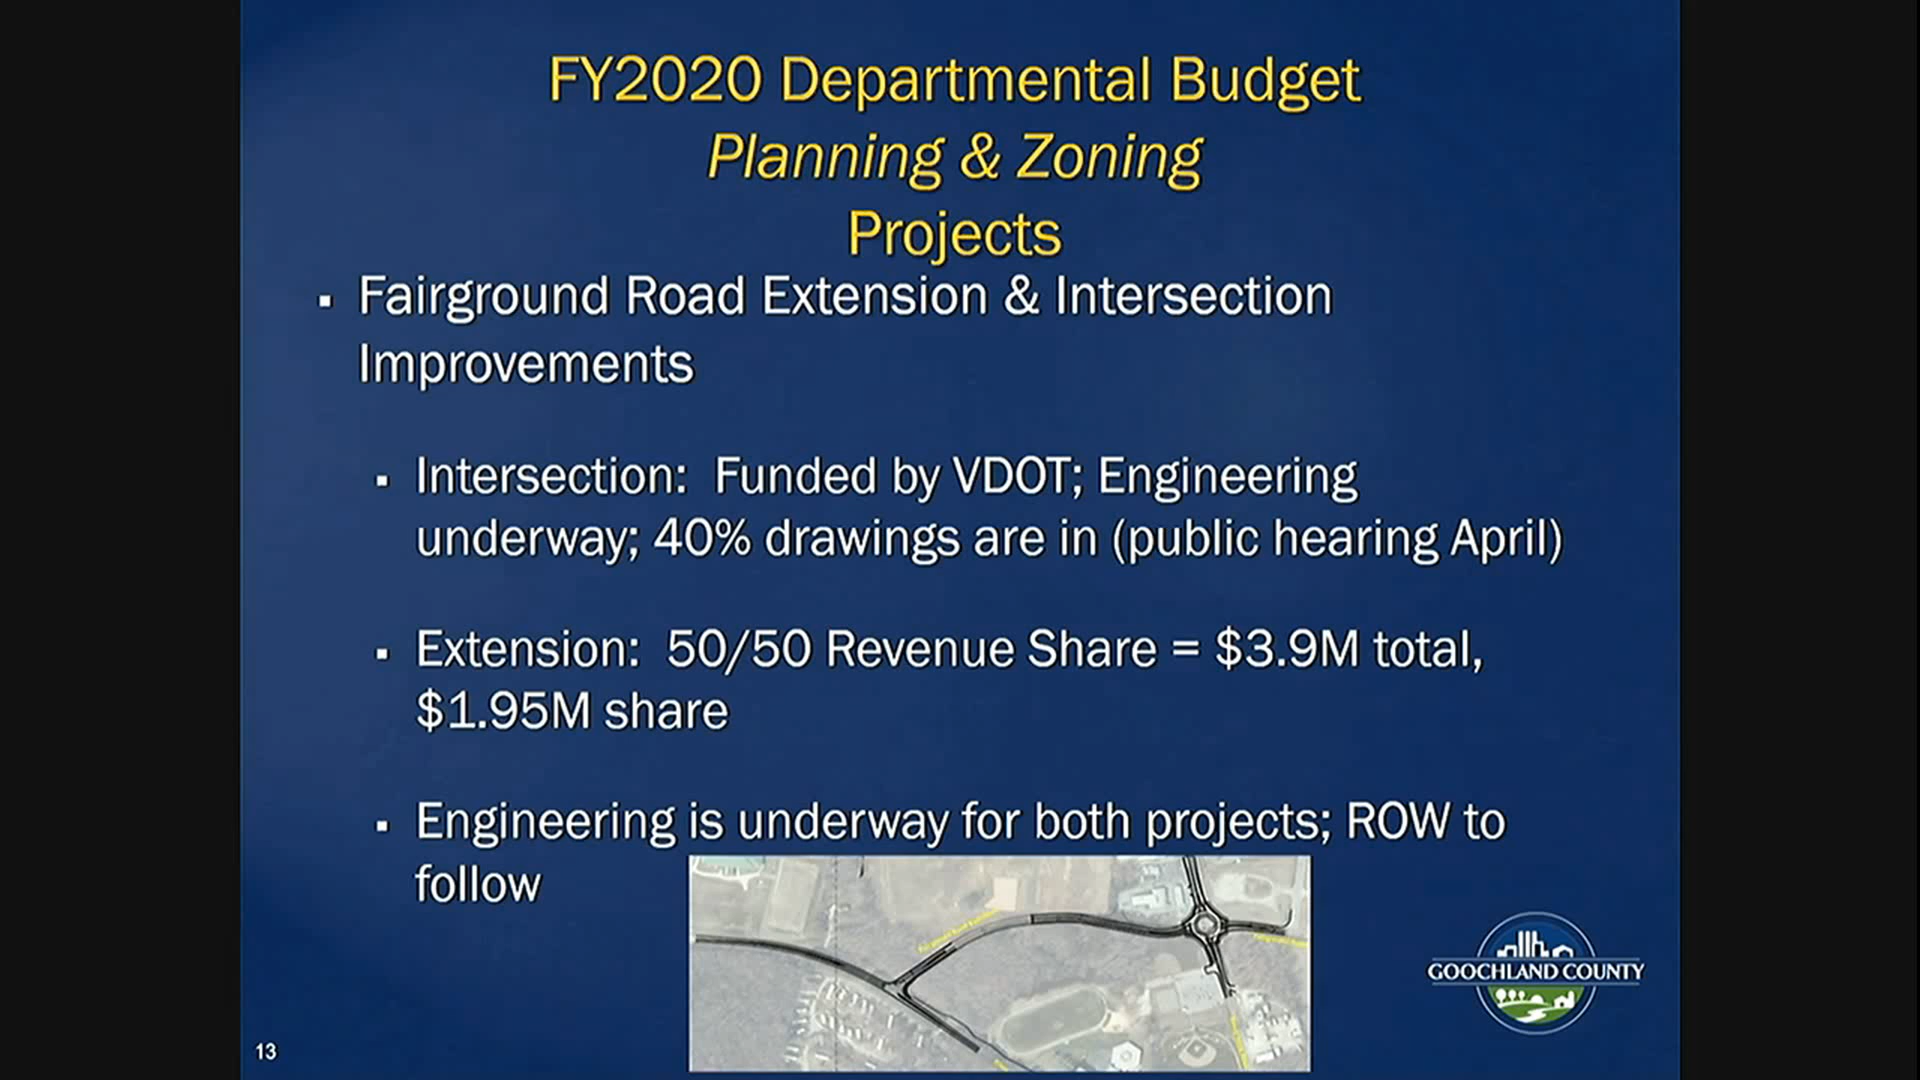 FY2020 Departmental Budget
Planning & Zoning
Projects
▪ Fairground Road Extension & Intersection
Improvements
▪ Intersection: Funded by VDOT; Engineering
underway; 40% drawings are in (public hearing April)
▪ Extension: 50/50 Revenue Share = $3.9M total,
$1.95M share
▪ Engineering is underway for both projects; ROW to
follow
GOOCHLAND COUNTY
13